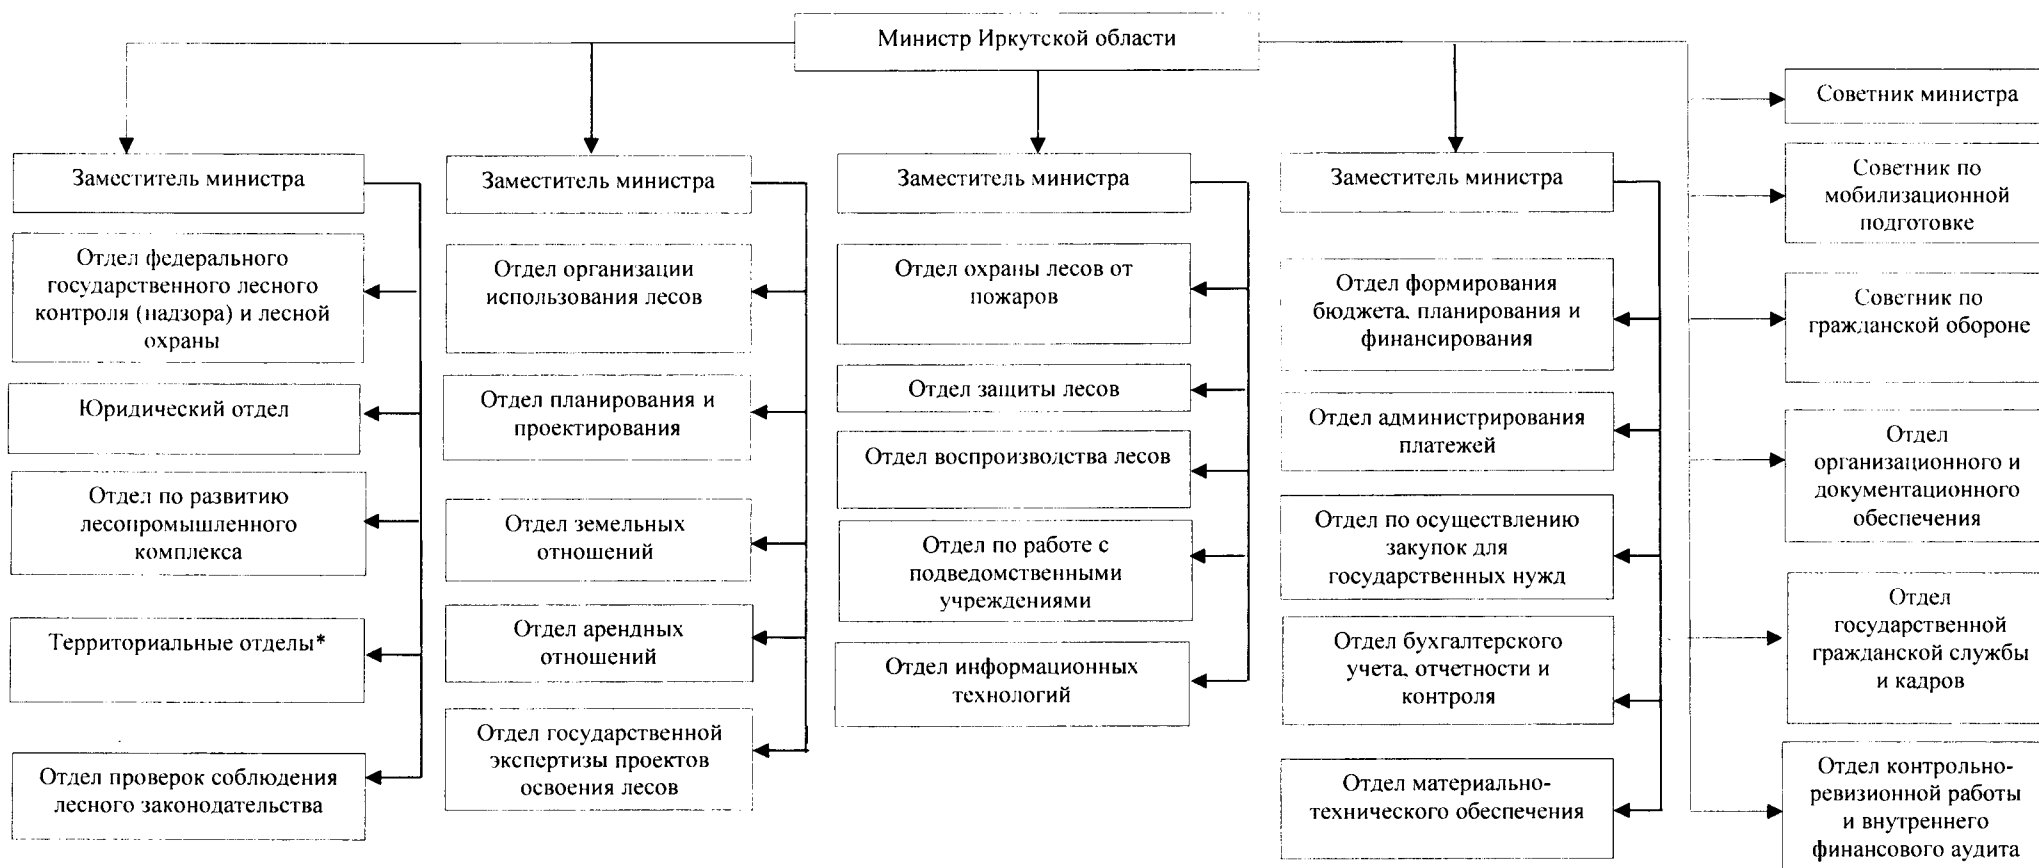 Министр Иркутской области
Заместитель министра
Отдел федерального
государственного лесного
контроля (надзора) и лесной
охраны
Юридический отдел
Отдел по развитию
лесопромышленного
комплекса
Территориальные отделы*
Отдел проверок соблюдения
лесного законодательства
Заместитель министра
Отдел организации
использования лесов
Отдел планирования и
проектирования
Отдел земельных
отношений
Отдел арендных
отношений
Отдел государственной
экспертизы проектов
освоения лесов
Заместитель министра
Отдел охраны лесов от
пожаров
Отдел защиты лесов
Отдел воспроизводства лесов
Отдел по работе с
подведомственными
учреждениями
Отдел информационных
технологий
Заместитель министра
Отдел формирования
бюджета, планирования и
финансирования
Отдел администрирования
платежей
Отдел по осуществлению
закупок для
государственных нужд
Отдел бухгалтерского
учета, отчетности и
контроля
Отдел материально-
технического обеспечения
Советник министра
Советник по
мобилизационной
подготовке
Советник по
гражданской обороне
Отдел
организационного и
документационного
обеспечения
Отдел
государственной
гражданской службы
и кадров
Отдел контрольно-
ревизионной работы
и внутреннего
финансового аудита